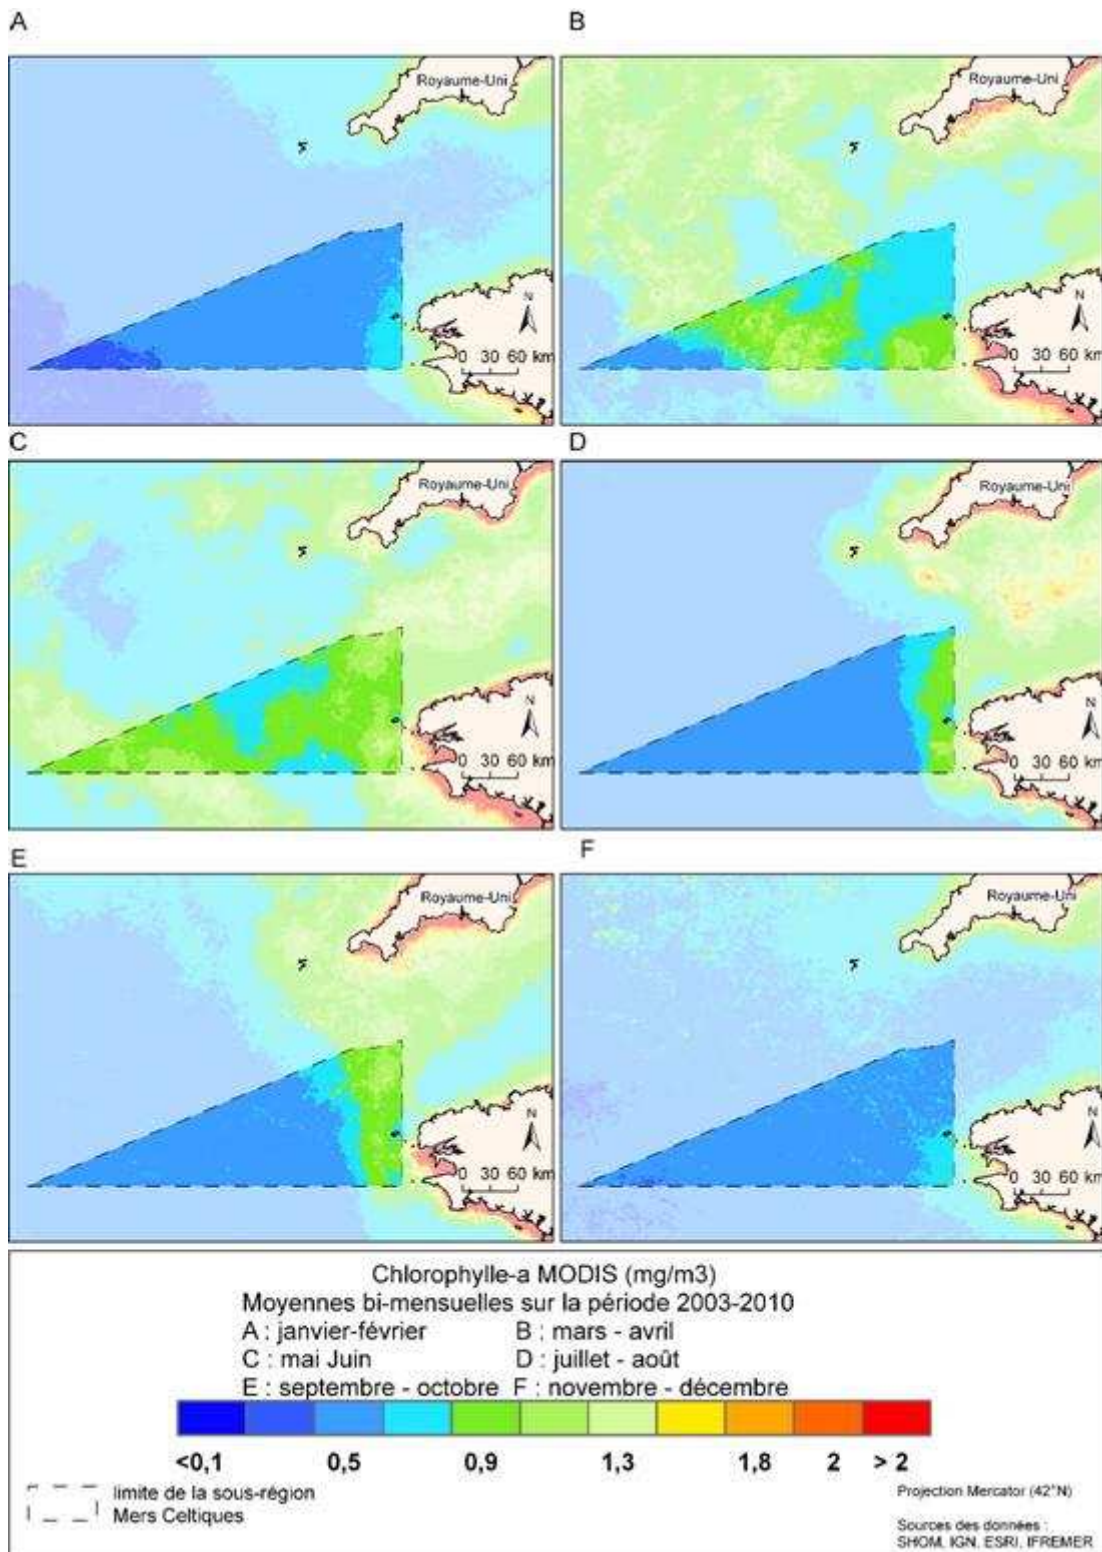 A
B
Royaume-Uni
Royaume-Uni
N
N
0 30 60 km
0 30 60 km
C
D
Royaume-Uni
Royaume-Uni
N
N
0 30 60 km
0 30 60 km
E
F
Royaume-Uni
Royaume-Uni
N
N
0 30 60 km
0 30 60 km
Chlorophylle-a MODIS (mg/m3)
Moyennes bi-mensuelles sur la période 2003-2010
A : janvier-février B : mars - avril
C : mai Juin D : juillet - août
E : septembre - octobre F : novembre - décembre
<0,1 0,5 0,9 1,3 1,8 2 > 2
limite de la sous-région
Mers Celtiques
Projection Mercator (42°N)
Sources des données :
SHOM, IGN, ESRI, IFREMER